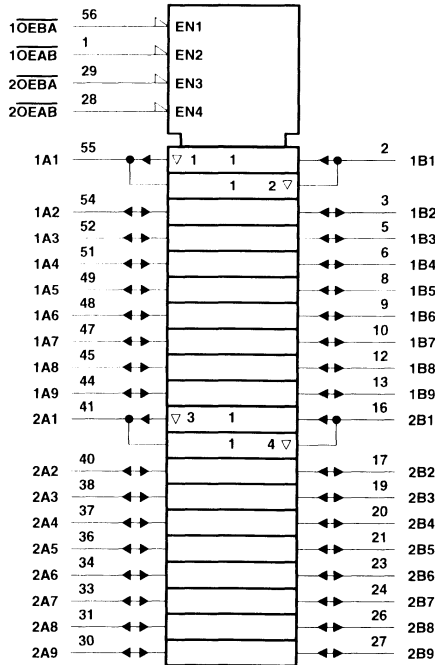 1OEBA 56 EN1
1OEAB 1 EN2
2OEBA 29 EN3
2OEAB 28 EN4
1A1 55 ▽ 1 1 2 1B1
1 2 ▽
1A2 54 3 1B2
1A3 52 5 1B3
1A4 51 6 1B4
1A5 49 8 1B5
1A6 48 9 1B6
1A7 47 10 1B7
1A8 45 12 1B8
1A9 44 13 1B9
2A1 41 ▽ 3 1 16 2B1
1 4 ▽
2A2 40 17 2B2
2A3 38 19 2B3
2A4 37 20 2B4
2A5 36 21 2B5
2A6 34 23 2B6
2A7 33 24 2B7
2A8 31 26 2B8
2A9 30 27 2B9